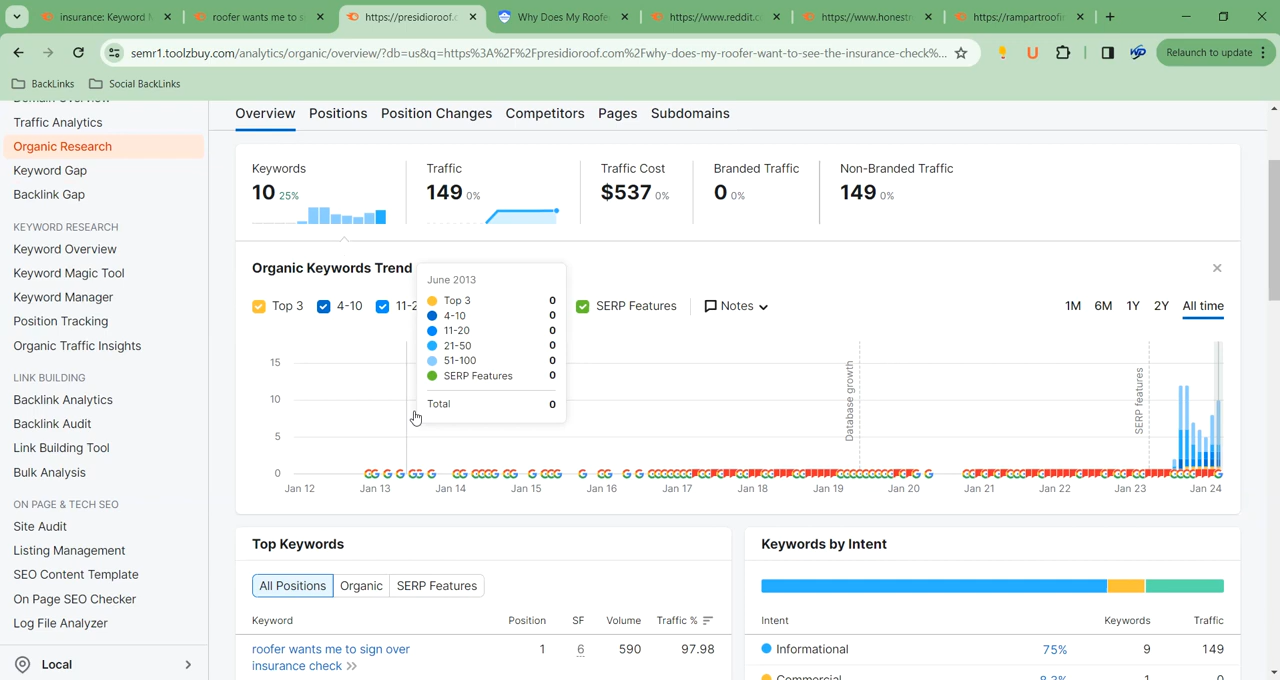 insurance: Keyword M
roofer wants me to s
https://presidioroof.c
Why Does My Roofe
https://www.reddit.c
https://www.honestr
https://rampartroofin
semr1.toolzbuy.com/analytics/organic/overview/?db=us&q=https%3A%2F%2Fpresidioroof.com%2Fwhy-does-my-roofer-want-to-see-the-insurance-check%...
Relaunch to update
BackLinks
Social BackLinks
Traffic Analytics
Organic Research
Keyword Gap
Backlink Gap
KEYWORD RESEARCH
Keyword Overview
Keyword Magic Tool
Keyword Manager
Position Tracking
Organic Traffic Insights
LINK BUILDING
Backlink Analytics
Backlink Audit
Link Building Tool
Bulk Analysis
ON PAGE & TECH SEO
Site Audit
Listing Management
SEO Content Template
On Page SEO Checker
Log File Analyzer
Local
Overview Positions Position Changes Competitors Pages Subdomains
Keywords Traffic Traffic Cost Branded Traffic Non-Branded Traffic
10 25% 149 0% $537 0% 0 0% 149 0%
Organic Keywords Trend
Top 3 4-10 11-2 SERP Features Notes 1M 6M 1Y 2Y All time
June 2013
Top 3 0
4-10 0
11-20 0
21-50 0
51-100 0
SERP Features 0
Total 0
15
10
5
0
Database growth
SERP features
Jan 12 Jan 13 Jan 14 Jan 15 Jan 16 Jan 17 Jan 18 Jan 19 Jan 20 Jan 21 Jan 22 Jan 23 Jan 24
Top Keywords
All Positions Organic SERP Features
Keyword Position SF Volume Traffic %
roofer wants me to sign over 1 6 590 97.98
insurance check
Keywords by Intent
Intent Keywords Traffic
Informational 75% 9 149
Commercial 8.3% 1 0